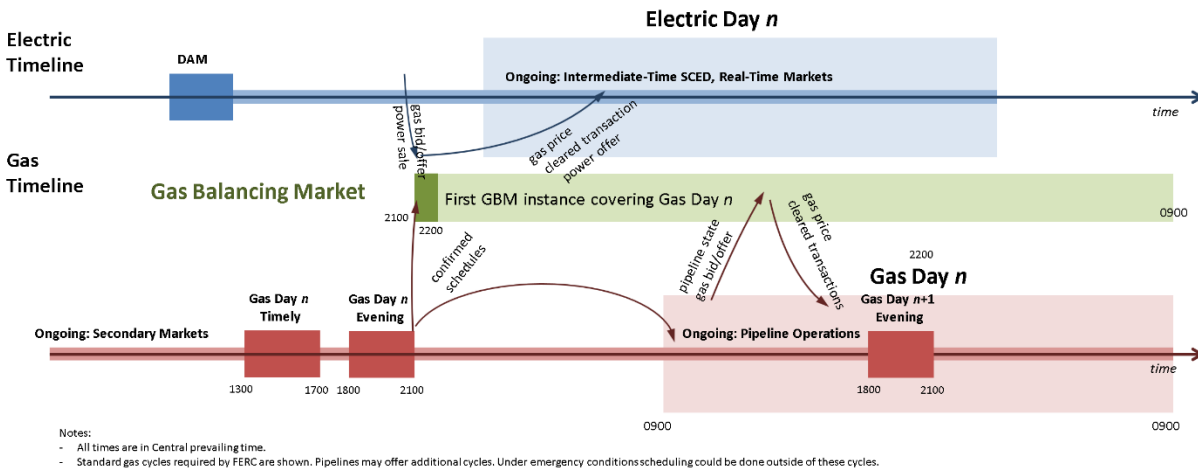 Electric Day n
Electric
Timeline
DAM
Ongoing: Intermediate-Time SCED, Real-Time Markets
time
gas bid/offer
power sale
gas price
cleared transaction
power offer
Gas
Timeline
Gas Balancing Market
First GBM instance covering Gas Day n
2100
2200
0900
confirmed
schedules
pipeline state
gas bid/offer
gas price
cleared transactions
2200
Gas Day n
Gas Day n
Timely
Gas Day n
Evening
Gas Day n+1
Evening
Ongoing: Secondary Markets
Ongoing: Pipeline Operations
time
1300
1700
1800
2100
1800
2100
0900
0900
Notes:
- All times are in Central prevailing time.
- Standard gas cycles required by FERC are shown. Pipelines may offer additional cycles. Under emergency conditions scheduling could be done outside of these cycles.